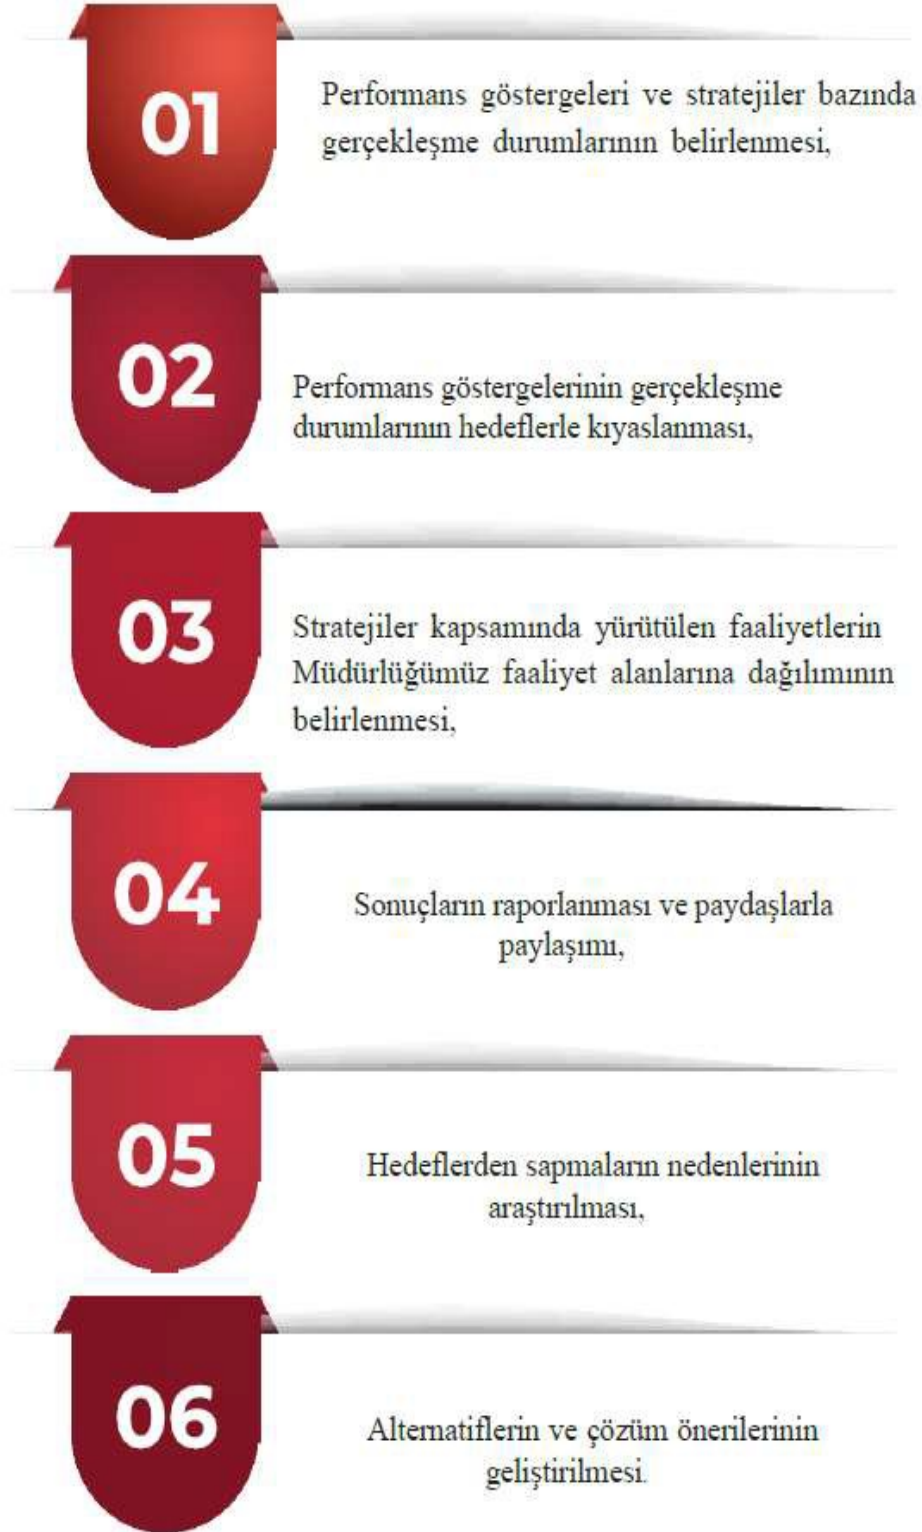 01
Performans göstergeleri ve stratejiler bazında
gerçekleşme durumlarının belirlenmesi,
02
Performans göstergelerinin gerçekleşme
durumlarının hedeflerle kıyaslanması,
03
Stratejiler kapsamında yürütülen faaliyetlerin
Müdürlüğümüz faaliyet alanlarına dağılımının
belirlenmesi,
04
Sonuçların raporlanması ve paydaşlarla
paylaşımı,
05
Hedeflerden sapmaların nedenlerinin
araştırılması,
06
Alternatiflerin ve çözüm önerilerinin
geliştirilmesi.